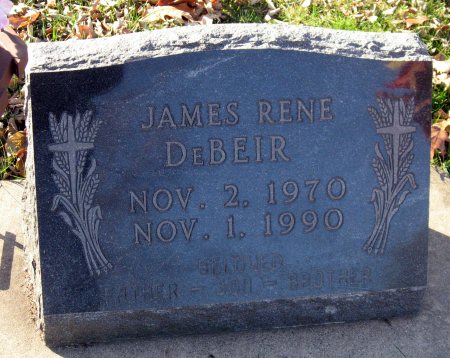 JAMES RENE
DeBEIR
NOV. 2. 1970
NOV. 1. 1990
BELOVED
FATHER - SON - BROTHER